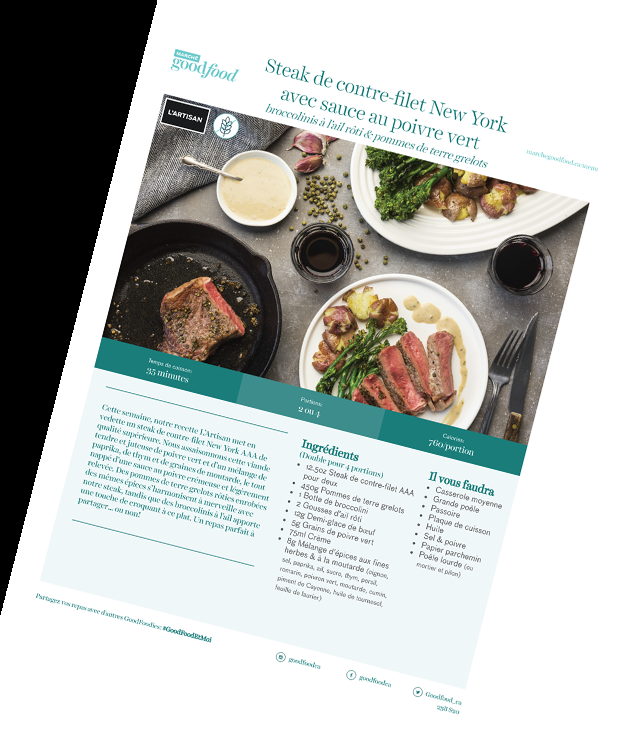 MARCHÉ
goodfood
Steak de contre-filet New York
avec sauce au poivre vert
broccolinis à l'ail rôti & pommes de terre grelots
L'ARTISAN
Temps de cuisson:
35 minutes
Portions:
2 ou 4
Calories:
760/portion
Cette semaine, notre recette L'Artisan met en
vedette un steak de contre-filet New York AAA de
qualité supérieure. Nous assaisonnons cette viande
tendre et juteuse de poivre vert et d'un mélange de
paprika, de thym et de graines de moutarde, le tout
nappé d'une sauce au poivre crémeuse et légèrement
relevée. Des pommes de terre grelots rôties enrobées
des mêmes épices s'harmonisent à merveille avec
notre steak, tandis que des broccolinis à l'ail apporte
une touche de croquant à ce plat. Un repas parfait à
partager... ou non!
Ingrédients
(Double pour 4 portions)
• 12.5oz Steak de contre-filet AAA
pour deux
• 450g Pommes de terre grelots
• 1 Botte de broccolini
• 2 Gousses d'ail rôti
• 12g Demi-glace de bœuf
• 5g Grains de poivre vert
• 75ml Crème
• 8g Mélange d'épices aux fines
herbes & à la moutarde (oignon,
sel, paprika, ail, sucre, thym, persil,
romarin, poivron vert, moutarde, cumin,
piment de Cayenne, huile de tournesol,
feuille de laurier)
Il vous faudra
• Casserole moyenne
• Grande poêle
• Passoire
• Plaque de cuisson
• Huile
• Sel & poivre
• Papier parchemin
• Poêle lourde (ou
mortier et pilon)
Partagez vos repas avec d'autres GoodFoodies: #GoodFoodEtMoi
goodfoodca
goodfoodca
Goodfood_ca